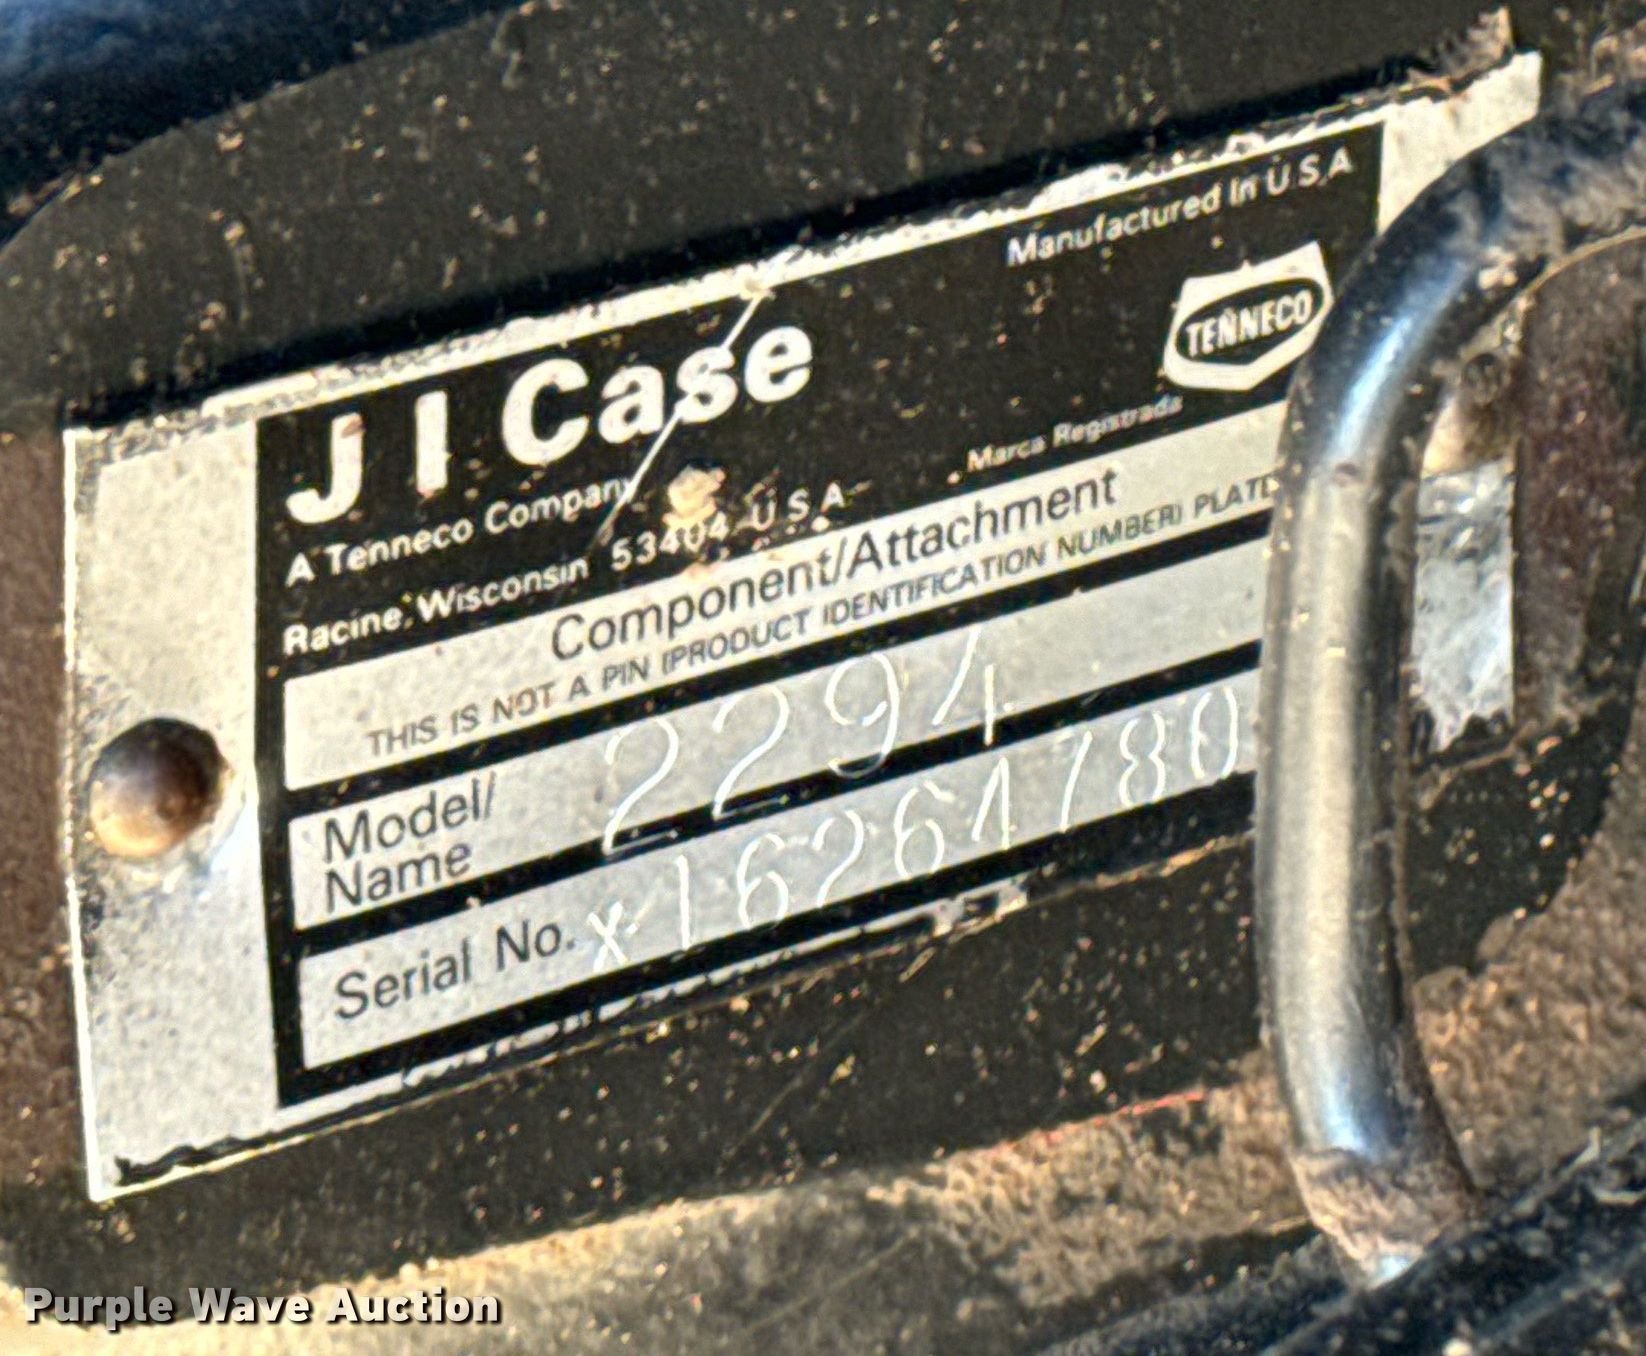 Manufactured In U.S.A
TENNECO
J I Case
A Tenneco Company
Marca Registrada
Racine, Wisconsin 53404 U S A
Component/Attachment
THIS IS NOT A PIN (PRODUCT IDENTIFICATION NUMBER) PLATE
Model/
Name 2294
Serial No. x16264780
Purple Wave Auction